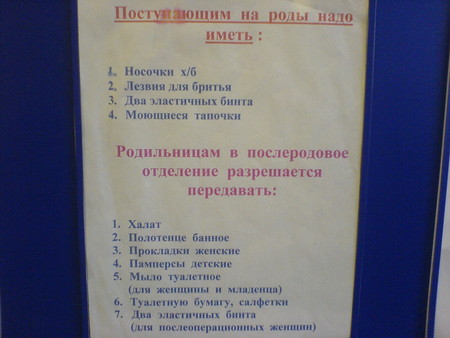 Поступающим на роды надо
иметь :
1. Носочки х/б
2. Лезвия для бритья
3. Два эластичных бинта
4. Моющиеся тапочки
Родильницам в послеродовое
отделение разрешается
передавать:
1. Халат
2. Полотенце банное
3. Прокладки женские
4. Памперсы детские
5. Мыло туалетное
(для женщины и младенца)
6. Туалетную бумагу, салфетки
7. Два эластичных бинта
(для послеоперационных женщин)